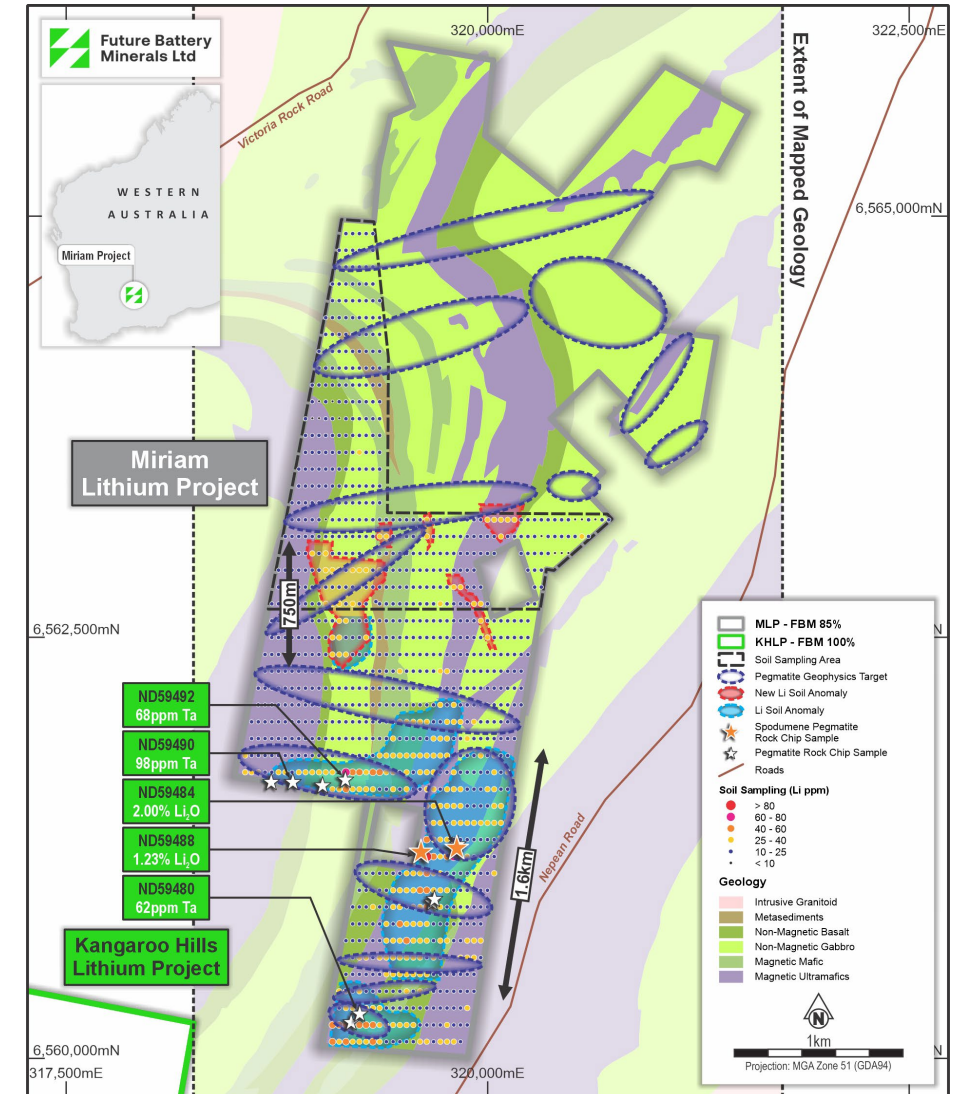 Future Battery
Minerals Ltd
320,000mE
322,500mE
Victoria Rock Road
Extent of Mapped Geology
WESTERN
AUSTRALIA
Miriam Project
6,565,000mN
Miriam
Lithium Project
750m
6,562,500mN
N
MLP - FBM 85%
KHLP - FBM 100%
Soil Sampling Area
Pegmatite Geophysics Target
New Li Soil Anomaly
Li Soil Anomaly
Spodumene Pegmatite
Rock Chip Sample
Pegmatite Rock Chip Sample
Roads
Soil Sampling (Li ppm)
> 80
60 - 80
40 - 60
25 - 40
10 - 25
< 10
Geology
Intrusive Granitoid
Metasediments
Non-Magnetic Basalt
Non-Magnetic Gabbro
Magnetic Mafic
Magnetic Ultramafics
N
1km
Projection: MGA Zone 51 (GDA94)
ND59492
68ppm Ta
ND59490
98ppm Ta
ND59484
2.00% Li₂O
ND59488
1.23% Li₂O
ND59480
62ppm Ta
1.6km
Nepean Road
Kangaroo Hills
Lithium Project
6,560,000mN
N
317,500mE
320,000mE